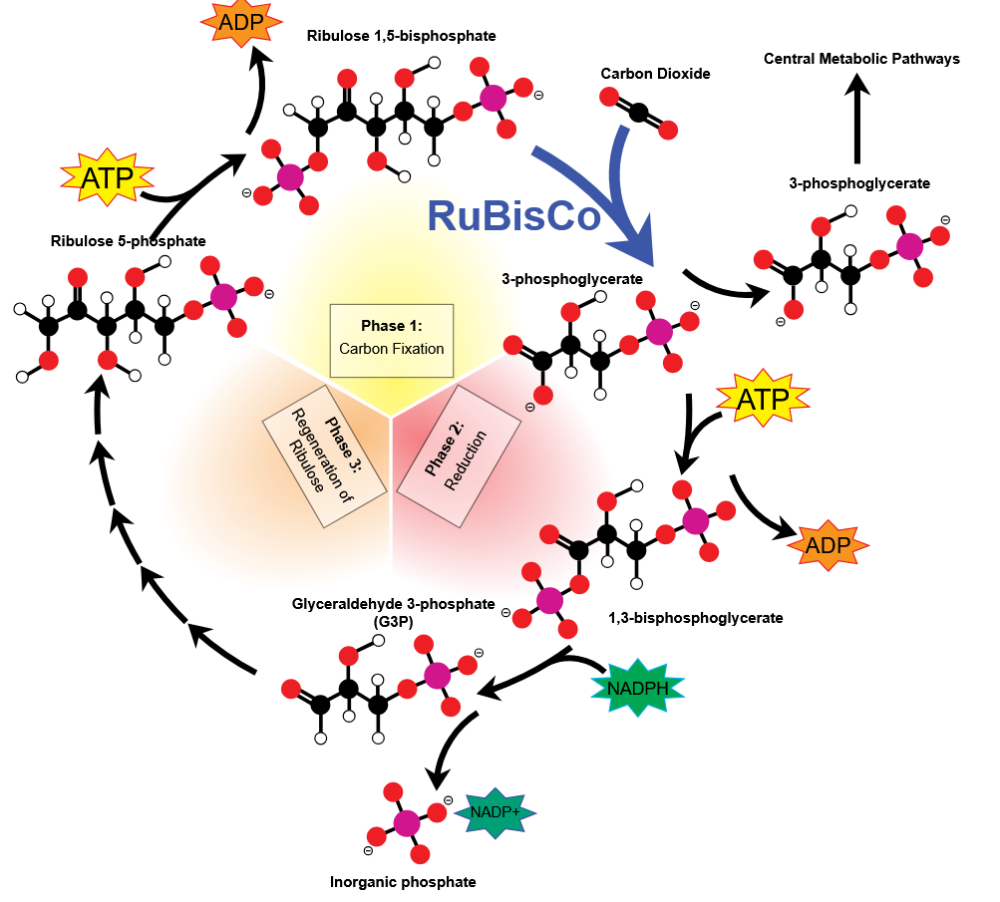 ADP
Ribulose 1,5-bisphosphate
Carbon Dioxide
Central Metabolic Pathways
ATP
RuBisCo
3-phosphoglycerate
Ribulose 5-phosphate
3-phosphoglycerate
Phase 1:
Carbon Fixation
Phase 3:
Regeneration of
Ribulose
Phase 2:
Reduction
ATP
ADP
Glyceraldehyde 3-phosphate
(G3P)
1,3-bisphosphoglycerate
NADPH
NADP+
Inorganic phosphate